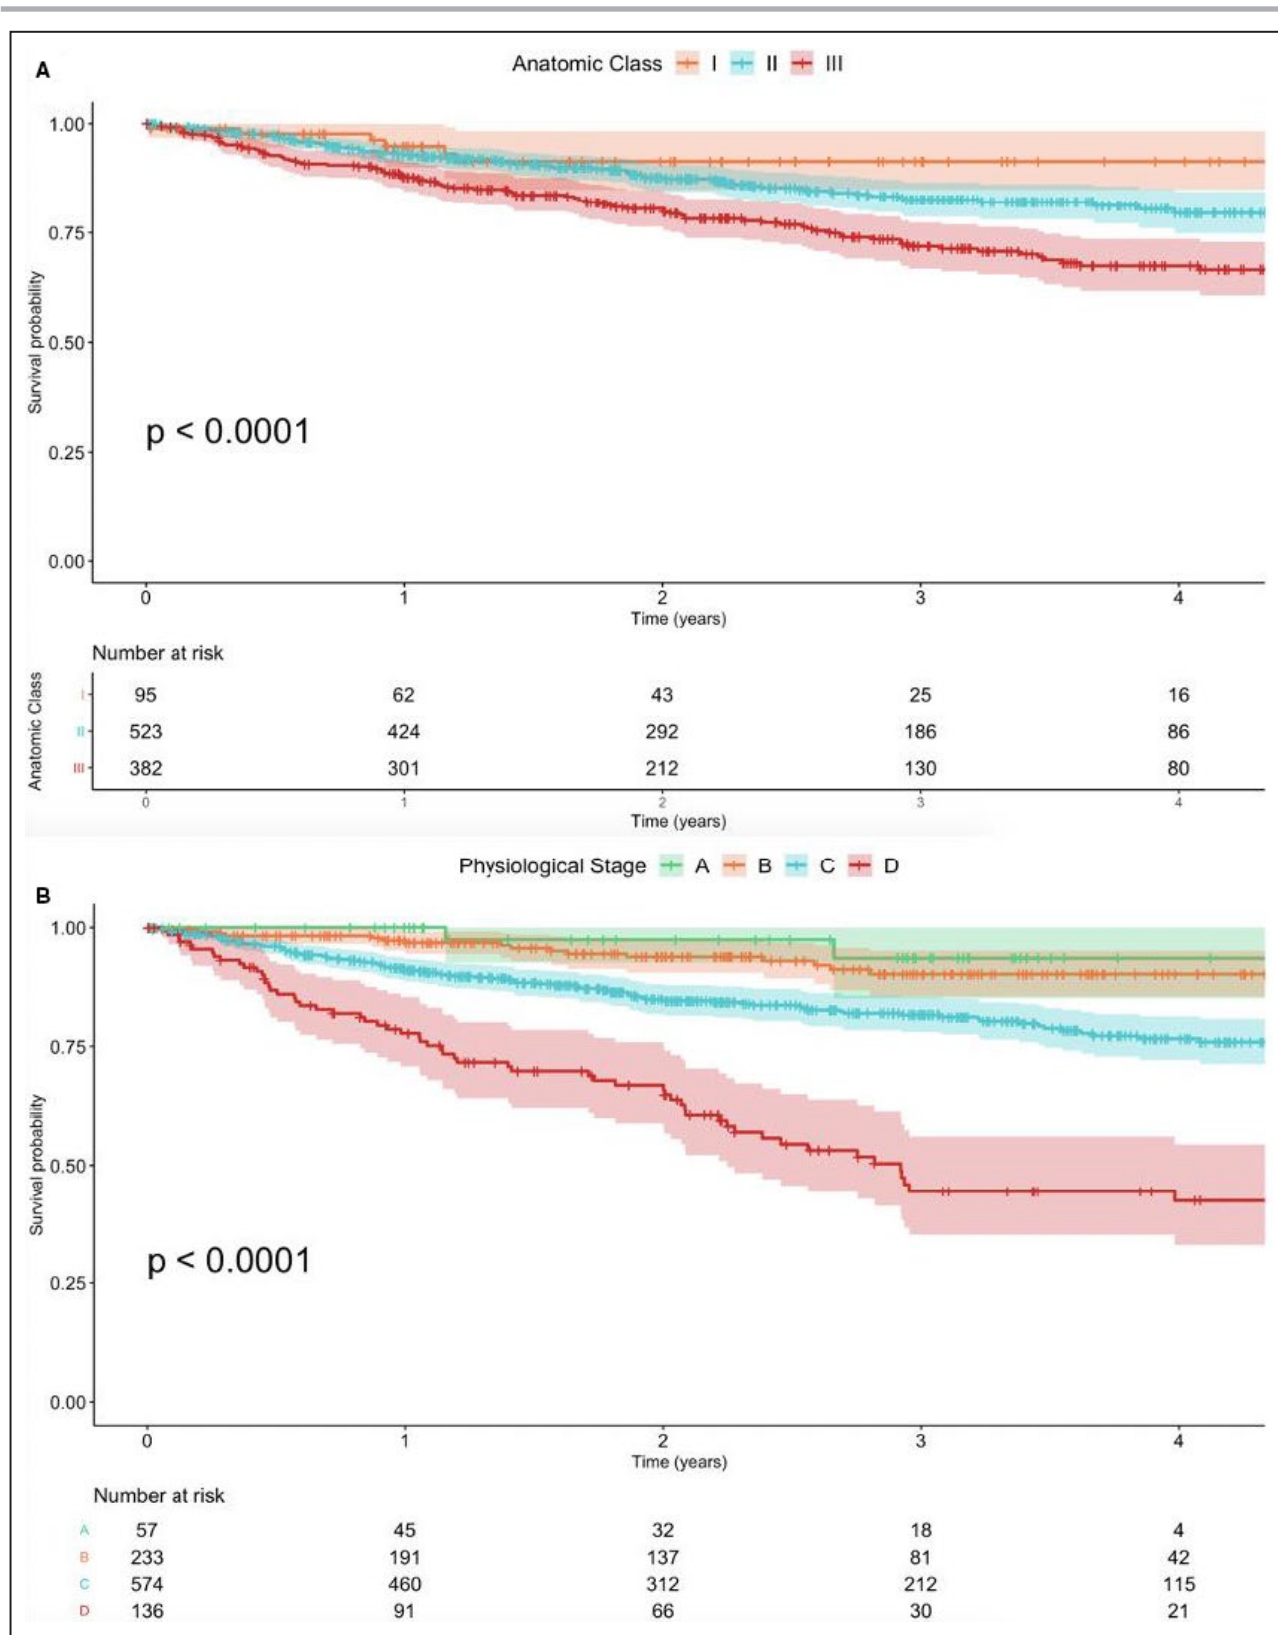 A
Anatomic Class I II III
1.00
0.75
0.50
0.25
0.00
Survival probability
p < 0.0001
0 1 2 3 4
Time (years)
Number at risk
Anatomic Class
I 95 62 43 25 16
II 523 424 292 186 86
III 382 301 212 130 80
0 1 2 3 4
Time (years)
Physiological Stage A B C D
B
1.00
0.75
0.50
0.25
0.00
Survival probability
p < 0.0001
0 1 2 3 4
Time (years)
Number at risk
A 57 45 32 18 4
B 233 191 137 81 42
C 574 460 312 212 115
D 136 91 66 30 21